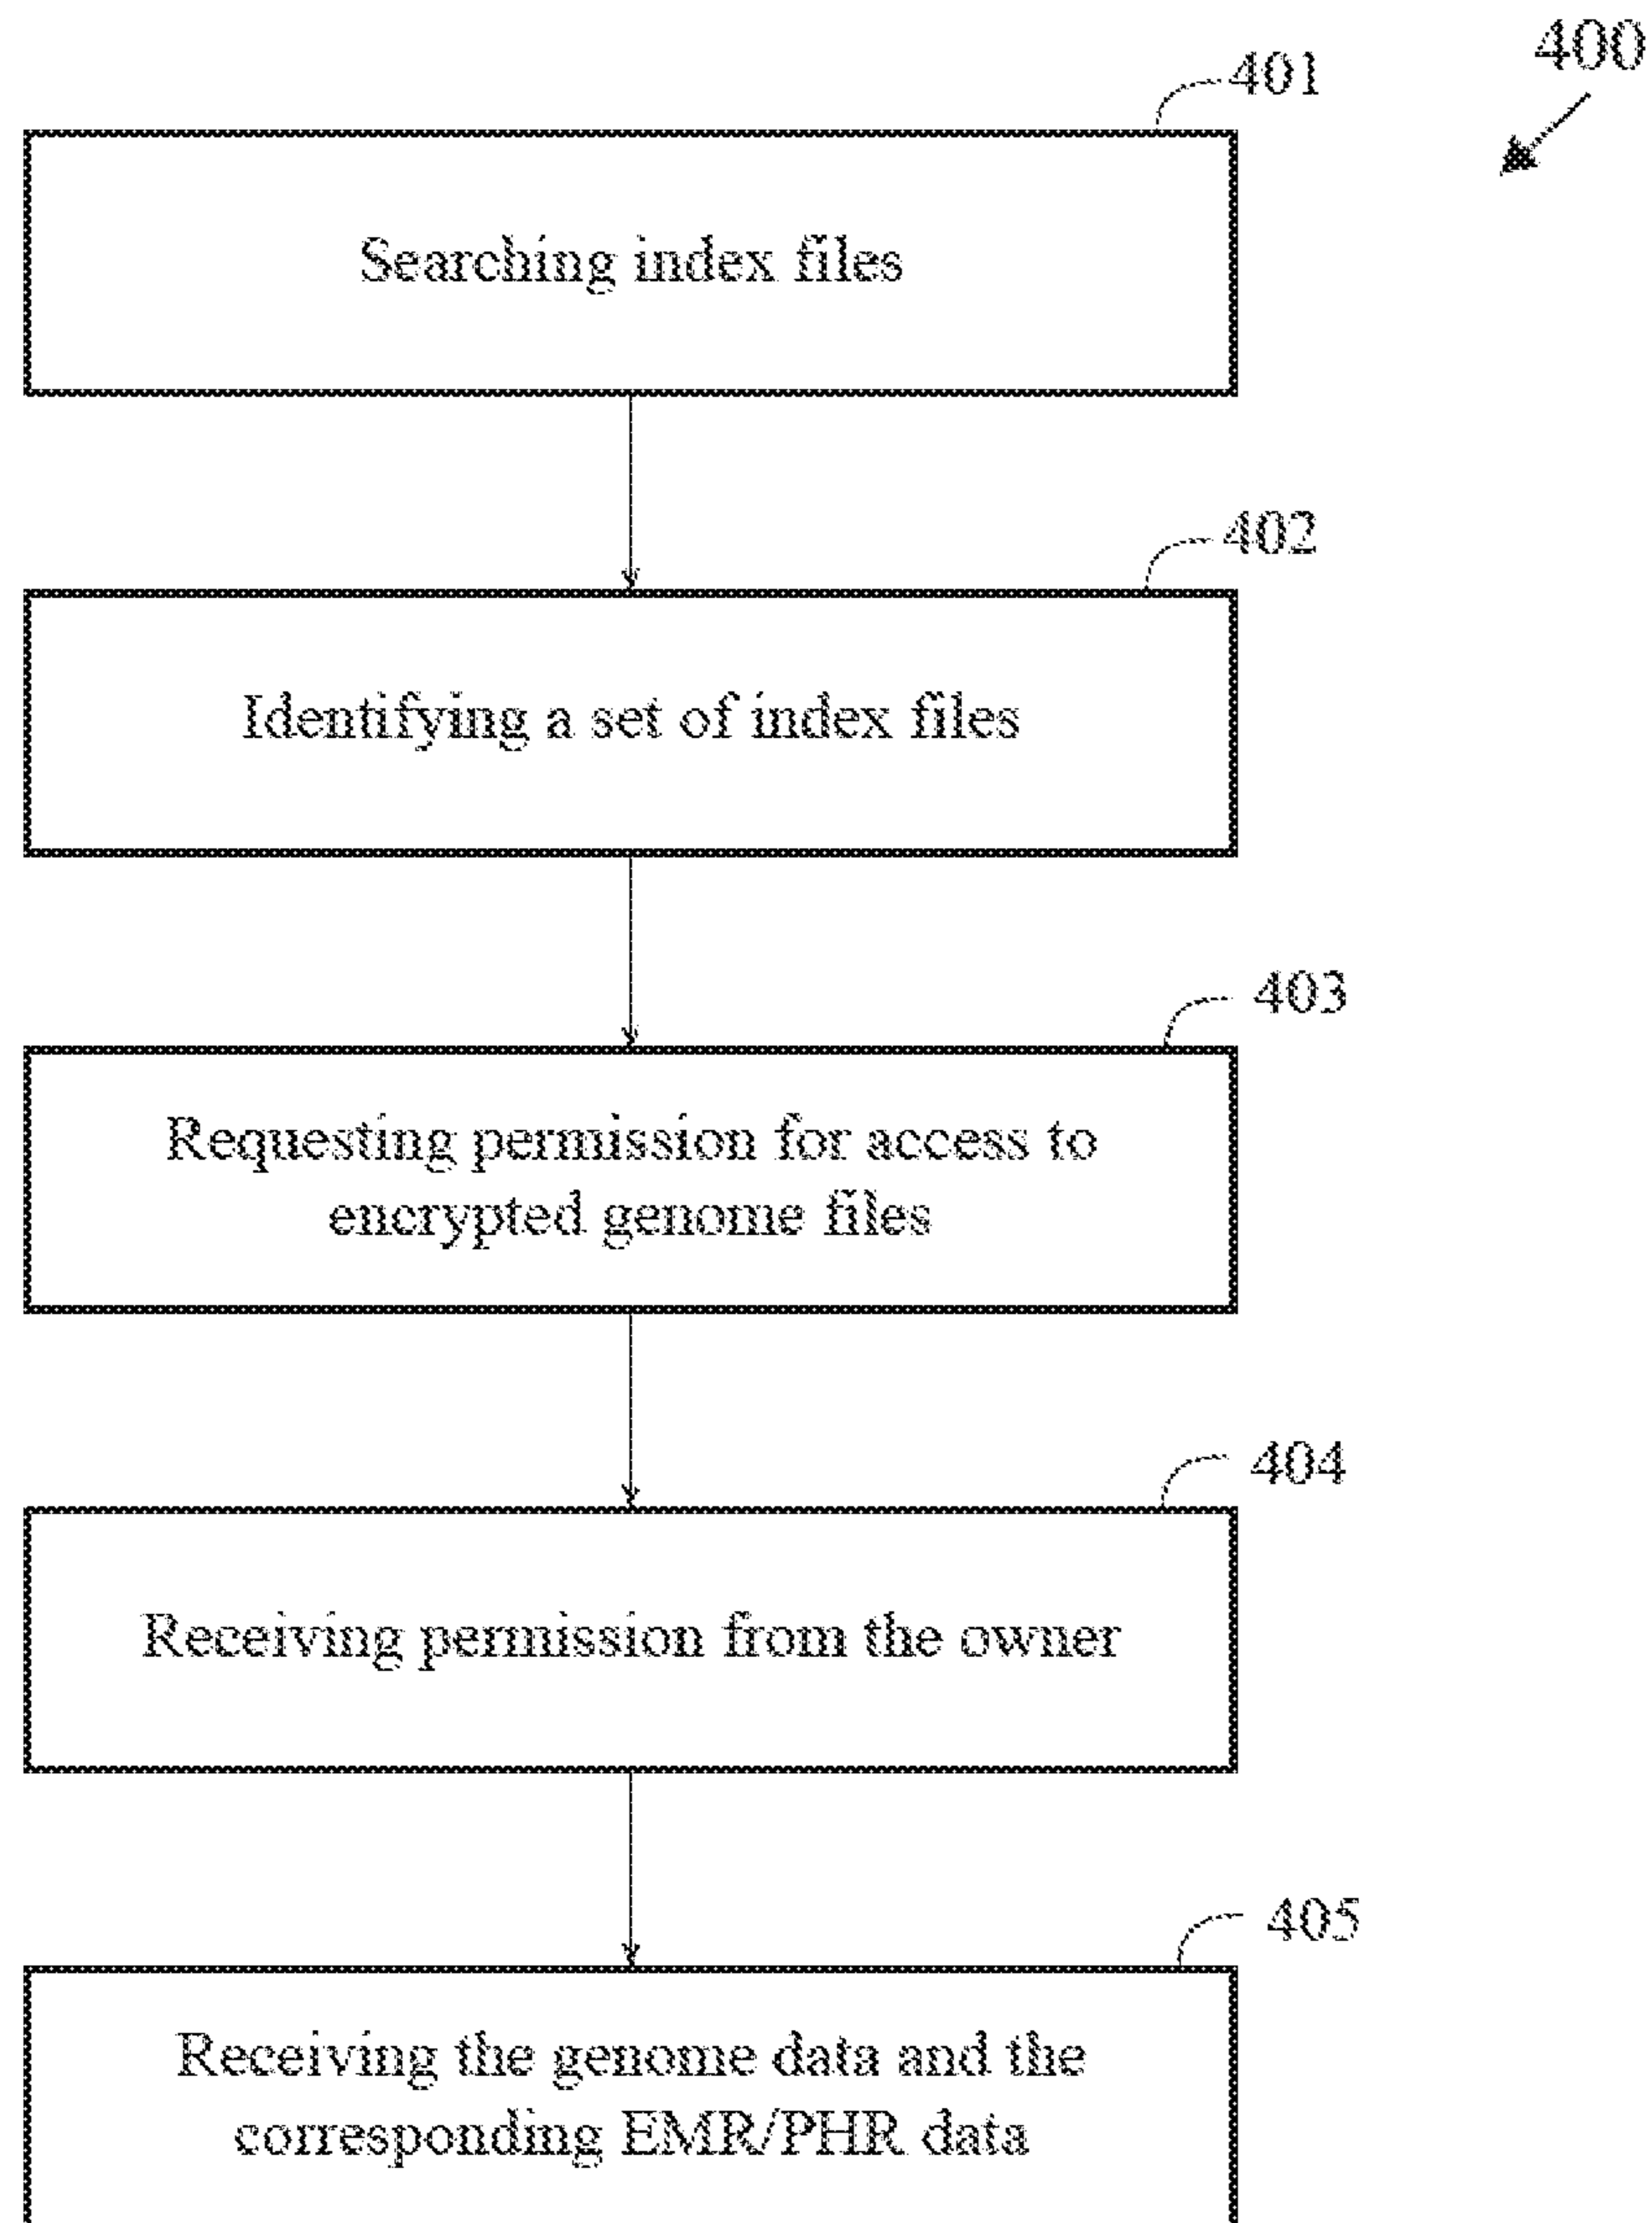 400
401
Searching index files
402
Identifying a set of index files
403
Requesting permission for access to
encrypted genome files
404
Receiving permission from the owner
405
Receiving the genome data and the
corresponding EMR/PHR data